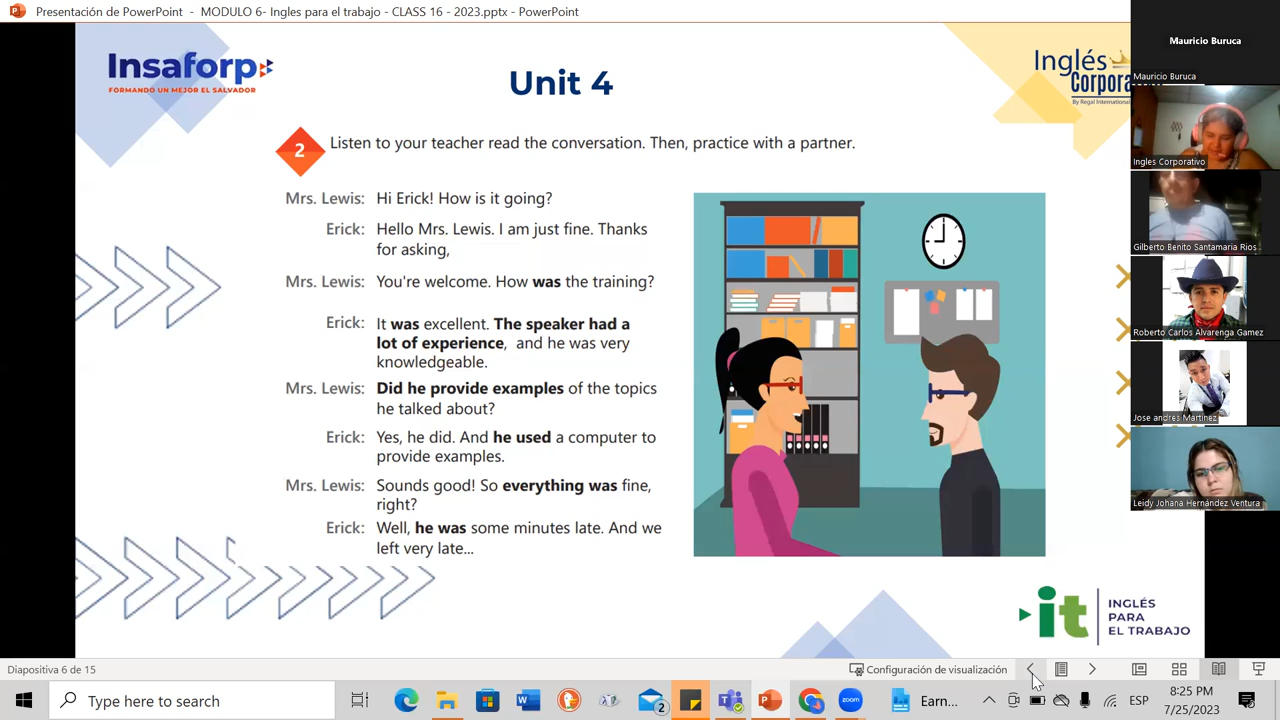 Presentación de PowerPoint - MODULO 6- Ingles para el trabajo - CLASS 16 - 2023.pptx - PowerPoint
Insaforp
FORMANDO UN MEJOR EL SALVADOR
Unit 4
Inglés
Corporativ
By Regal International
2
Listen to your teacher read the conversation. Then, practice with a partner.
Mrs. Lewis: Hi Erick! How is it going?
Erick: Hello Mrs. Lewis. I am just fine. Thanks
for asking,
Mrs. Lewis: You're welcome. How was the training?
Erick: It was excellent. The speaker had a
lot of experience, and he was very
knowledgeable.
Mrs. Lewis: Did he provide examples of the topics
he talked about?
Erick: Yes, he did. And he used a computer to
provide examples.
Mrs. Lewis: Sounds good! So everything was fine,
right?
Erick: Well, he was some minutes late. And we
left very late...
it
INGLÉS
PARA
EL TRABAJO
Mauricio Buruca
Mauricio Buruca
Ingles Corporativo
Gilberto Benito Santamaria Rios
Roberto Carlos Alvarenga Gamez
Jose andres Martinez
Leidy Johana Hernández Ventura
Diapositiva 6 de 15
Configuración de visualización
Type here to search
2
Earn...
ESP
8:25 PM
7/25/2023